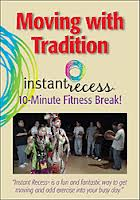 Moving with
Tradition
instant recess®
10-Minute Fitness Break!
"Instant Recess® is a fun and fantastic way to get
moving and add exercise into your busy day."